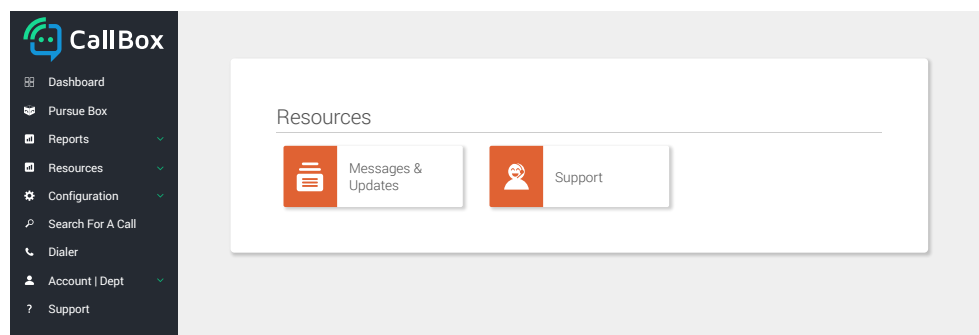 CallBox
Dashboard
Pursue Box
Reports
Resources
Configuration
Search For A Call
Dialer
Account | Dept
? Support
Resources
Messages &
Updates
Support